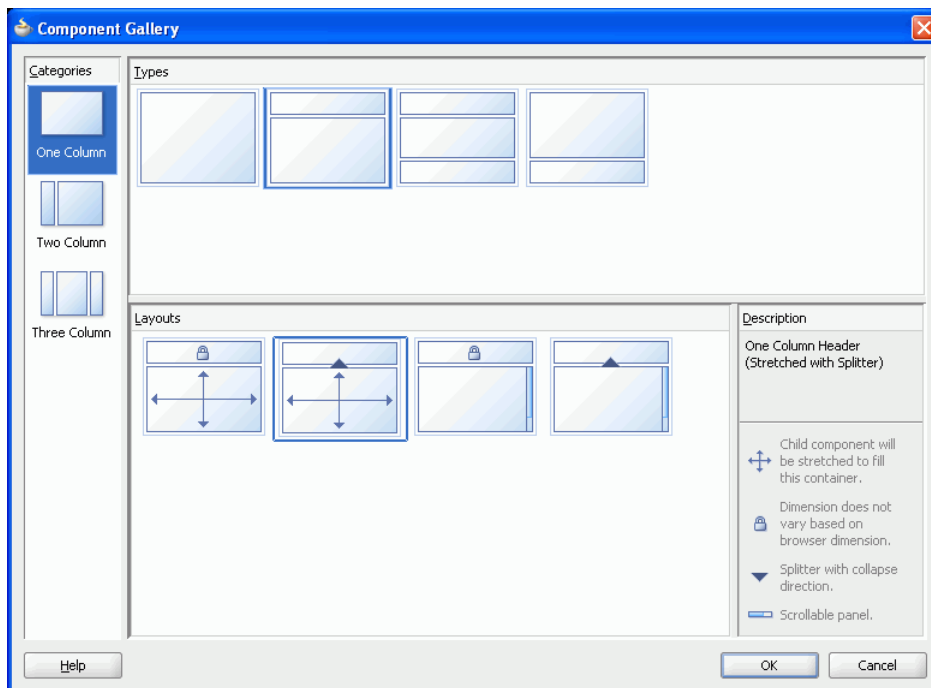 Component Gallery
Categories
One Column
Two Column
Three Column
Types
Layouts
Description
One Column Header
(Stretched with Splitter)
Child component will
be stretched to fill
this container.
Dimension does not
vary based on
browser dimension.
Splitter with collapse
direction.
Scrollable panel.
Help
OK
Cancel